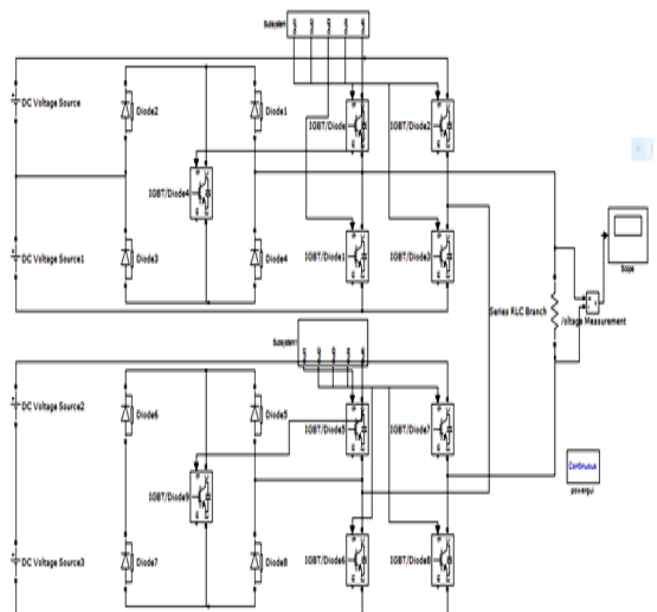 Subsystem
DC Voltage Source
Diode2
Diode1
IGBT/Diode
IGBT/Diode2
IGBT/Diode4
DC Voltage Source1
Diode3
Diode4
IGBT/Diode1
IGBT/Diode3
Scope
Series RLC Branch
/oltage Measurement
Subsystem1
DC Voltage Source2
Diode6
Diode5
IGBT/Diode5
IGBT/Diode7
Continuous
powergui
IGBT/Diode9
DC Voltage Source3
Diode7
Diode8
IGBT/Diode6
IGBT/Diode8